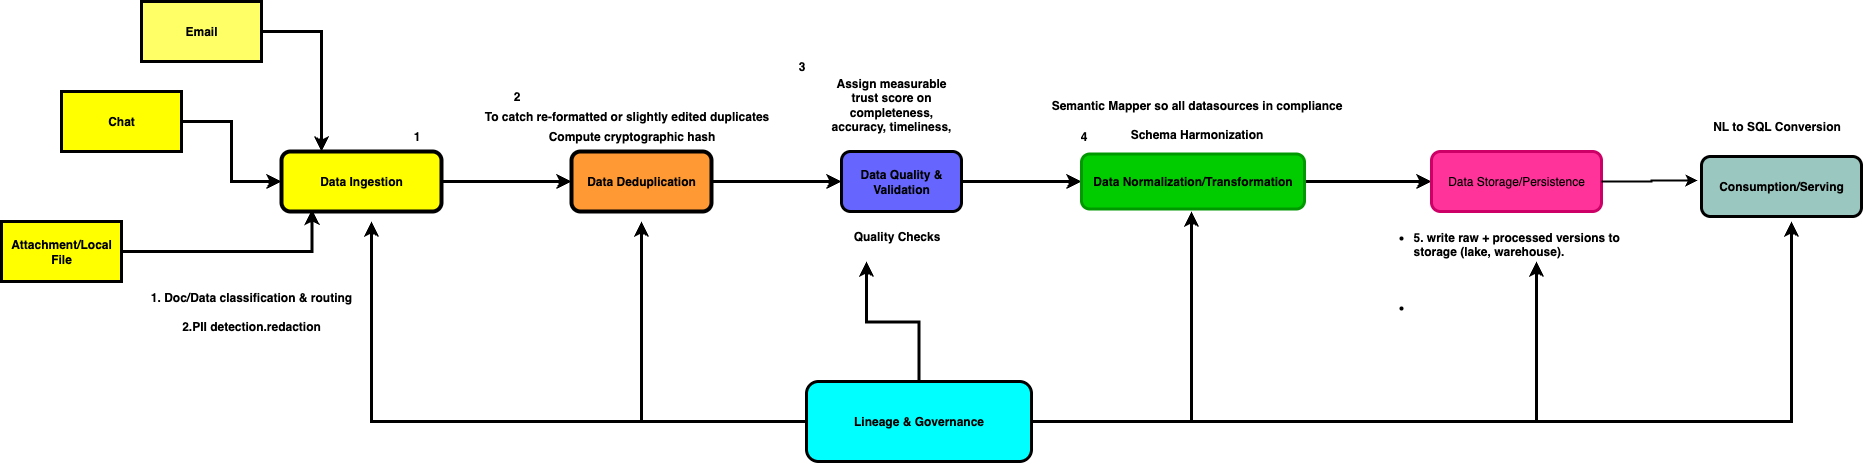 Email
Chat
Attachment/Local
File
1
Data Ingestion
1. Doc/Data classification & routing
2.PII detection.redaction
2
To catch re-formatted or slightly edited duplicates
Compute cryptographic hash
Data Deduplication
3
Assign measurable
trust score on
completeness,
accuracy, timeliness,
Data Quality &
Validation
Quality Checks
Semantic Mapper so all datasources in compliance
4
Schema Harmonization
Data Normalization/Transformation
Data Storage/Persistence
• 5. write raw + processed versions to
storage (lake, warehouse).
•
NL to SQL Conversion
Consumption/Serving
Lineage & Governance